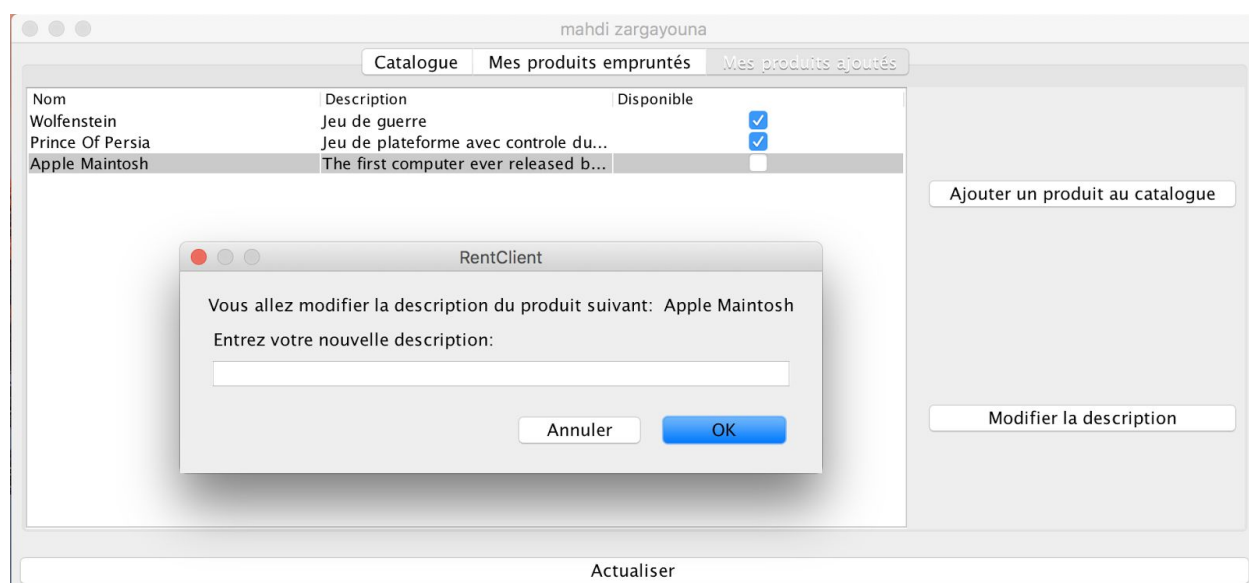 mahdi zargayouna
Catalogue Mes produits empruntés Mes produits ajoutés
Nom Description Disponible
Wolfenstein Jeu de guerre
Prince Of Persia Jeu de plateforme avec controle du...
Apple Maintosh The first computer ever released b...
Ajouter un produit au catalogue
RentClient
Vous allez modifier la description du produit suivant: Apple Maintosh
Entrez votre nouvelle description:
Annuler OK
Modifier la description
Actualiser